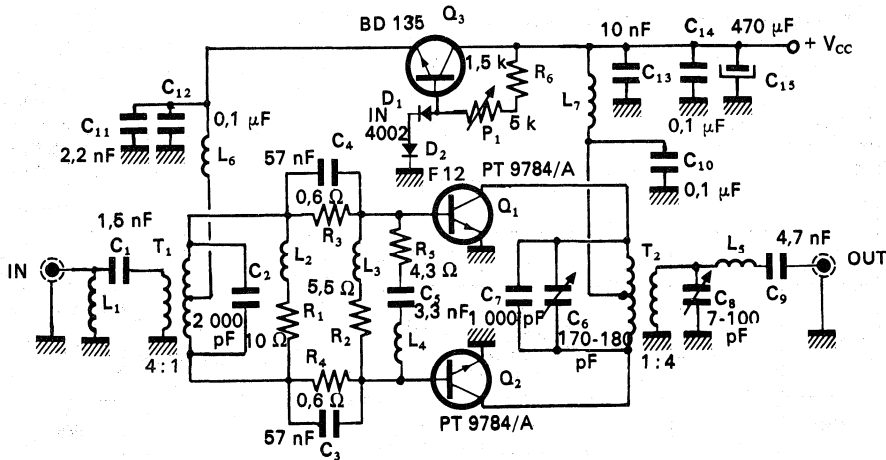 Q3
BD 135
10 nF
C14
470 µF
+ VCC
1,5 k
R6
L7
C13
C15
C12
C11
0,1 µF
2,2 nF
L6
D1
IN
4002
P1
5 k
0,1 µF
C10
0,1 µF
D2
F 12
57 nF
C4
0,6 Ω
R3
PT 9784/A
Q1
1,5 nF
C1
T1
IN
L1
C2
2 000
pF
4 : 1
L2
5,5 Ω
L3
R5
4,3 Ω
C5
3,3 nF
R1
10 Ω
R2
L4
R4
0,6 Ω
57 nF
C3
C7
1 000 pF
C6
170-180
pF
T2
1 : 4
L5
4,7 nF
C9
OUT
C8
7-100
pF
Q2
PT 9784/A